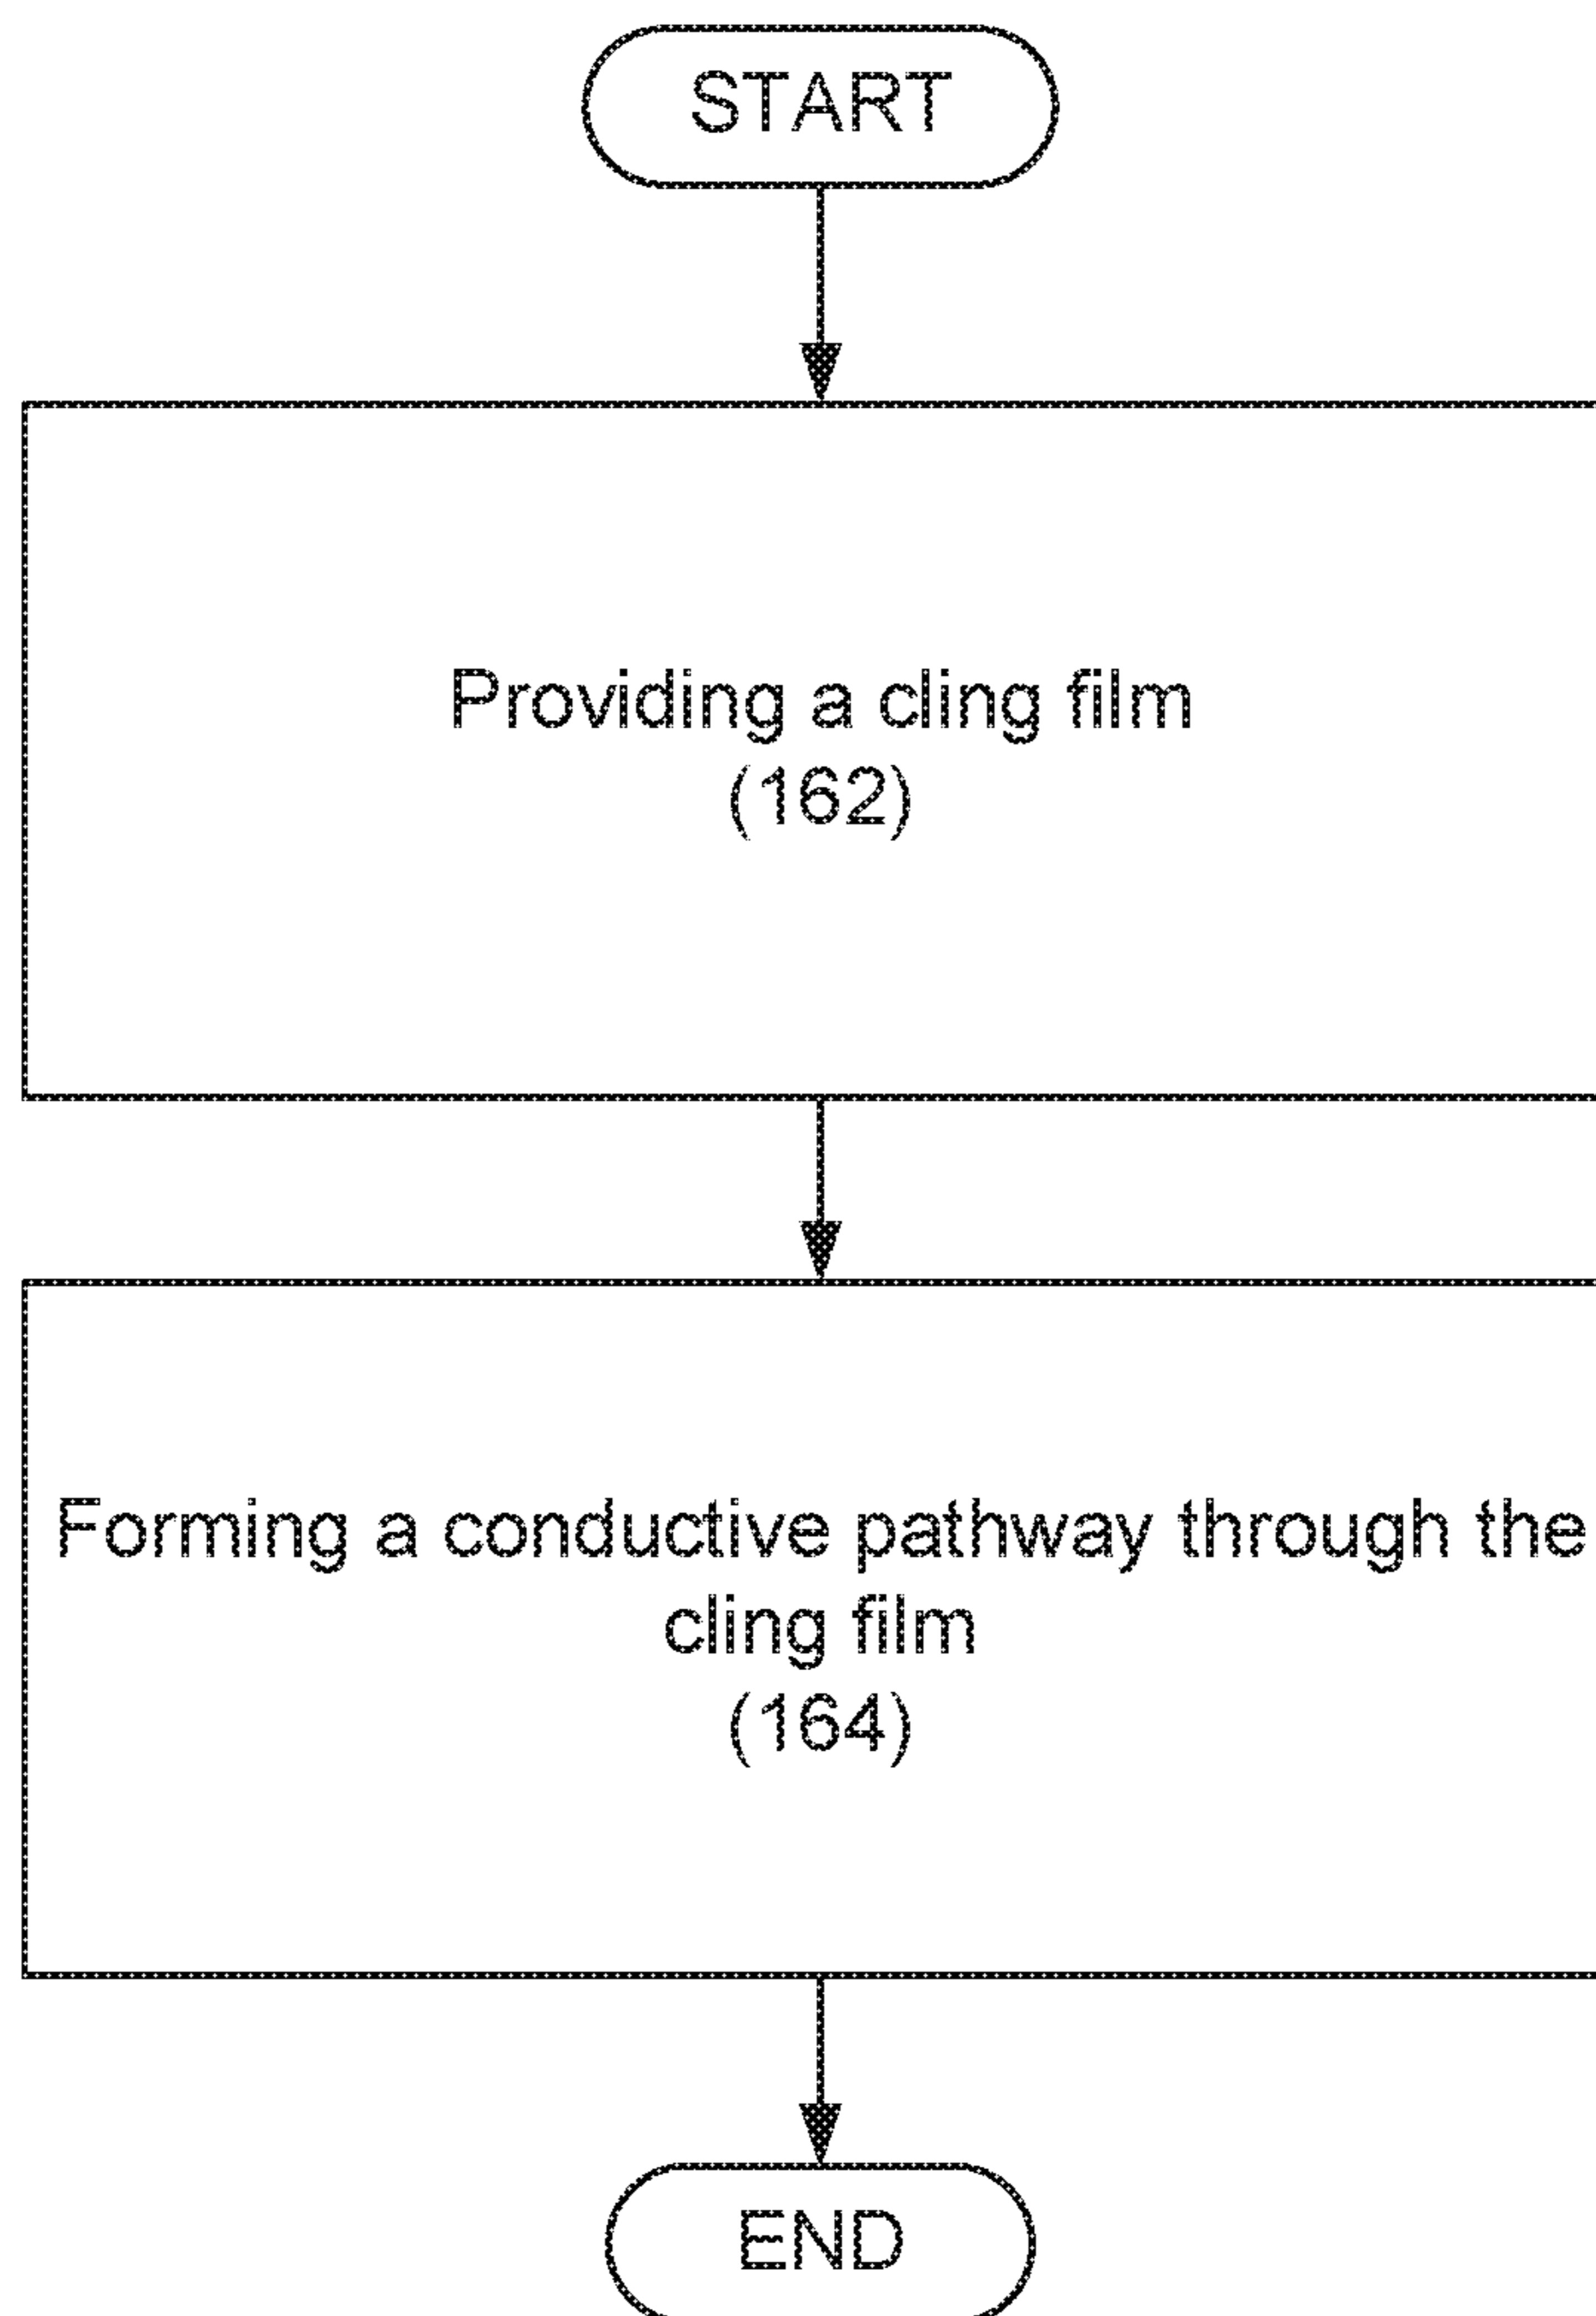 START
Providing a cling film
(162)
Forming a conductive pathway through the
cling film
(164)
END